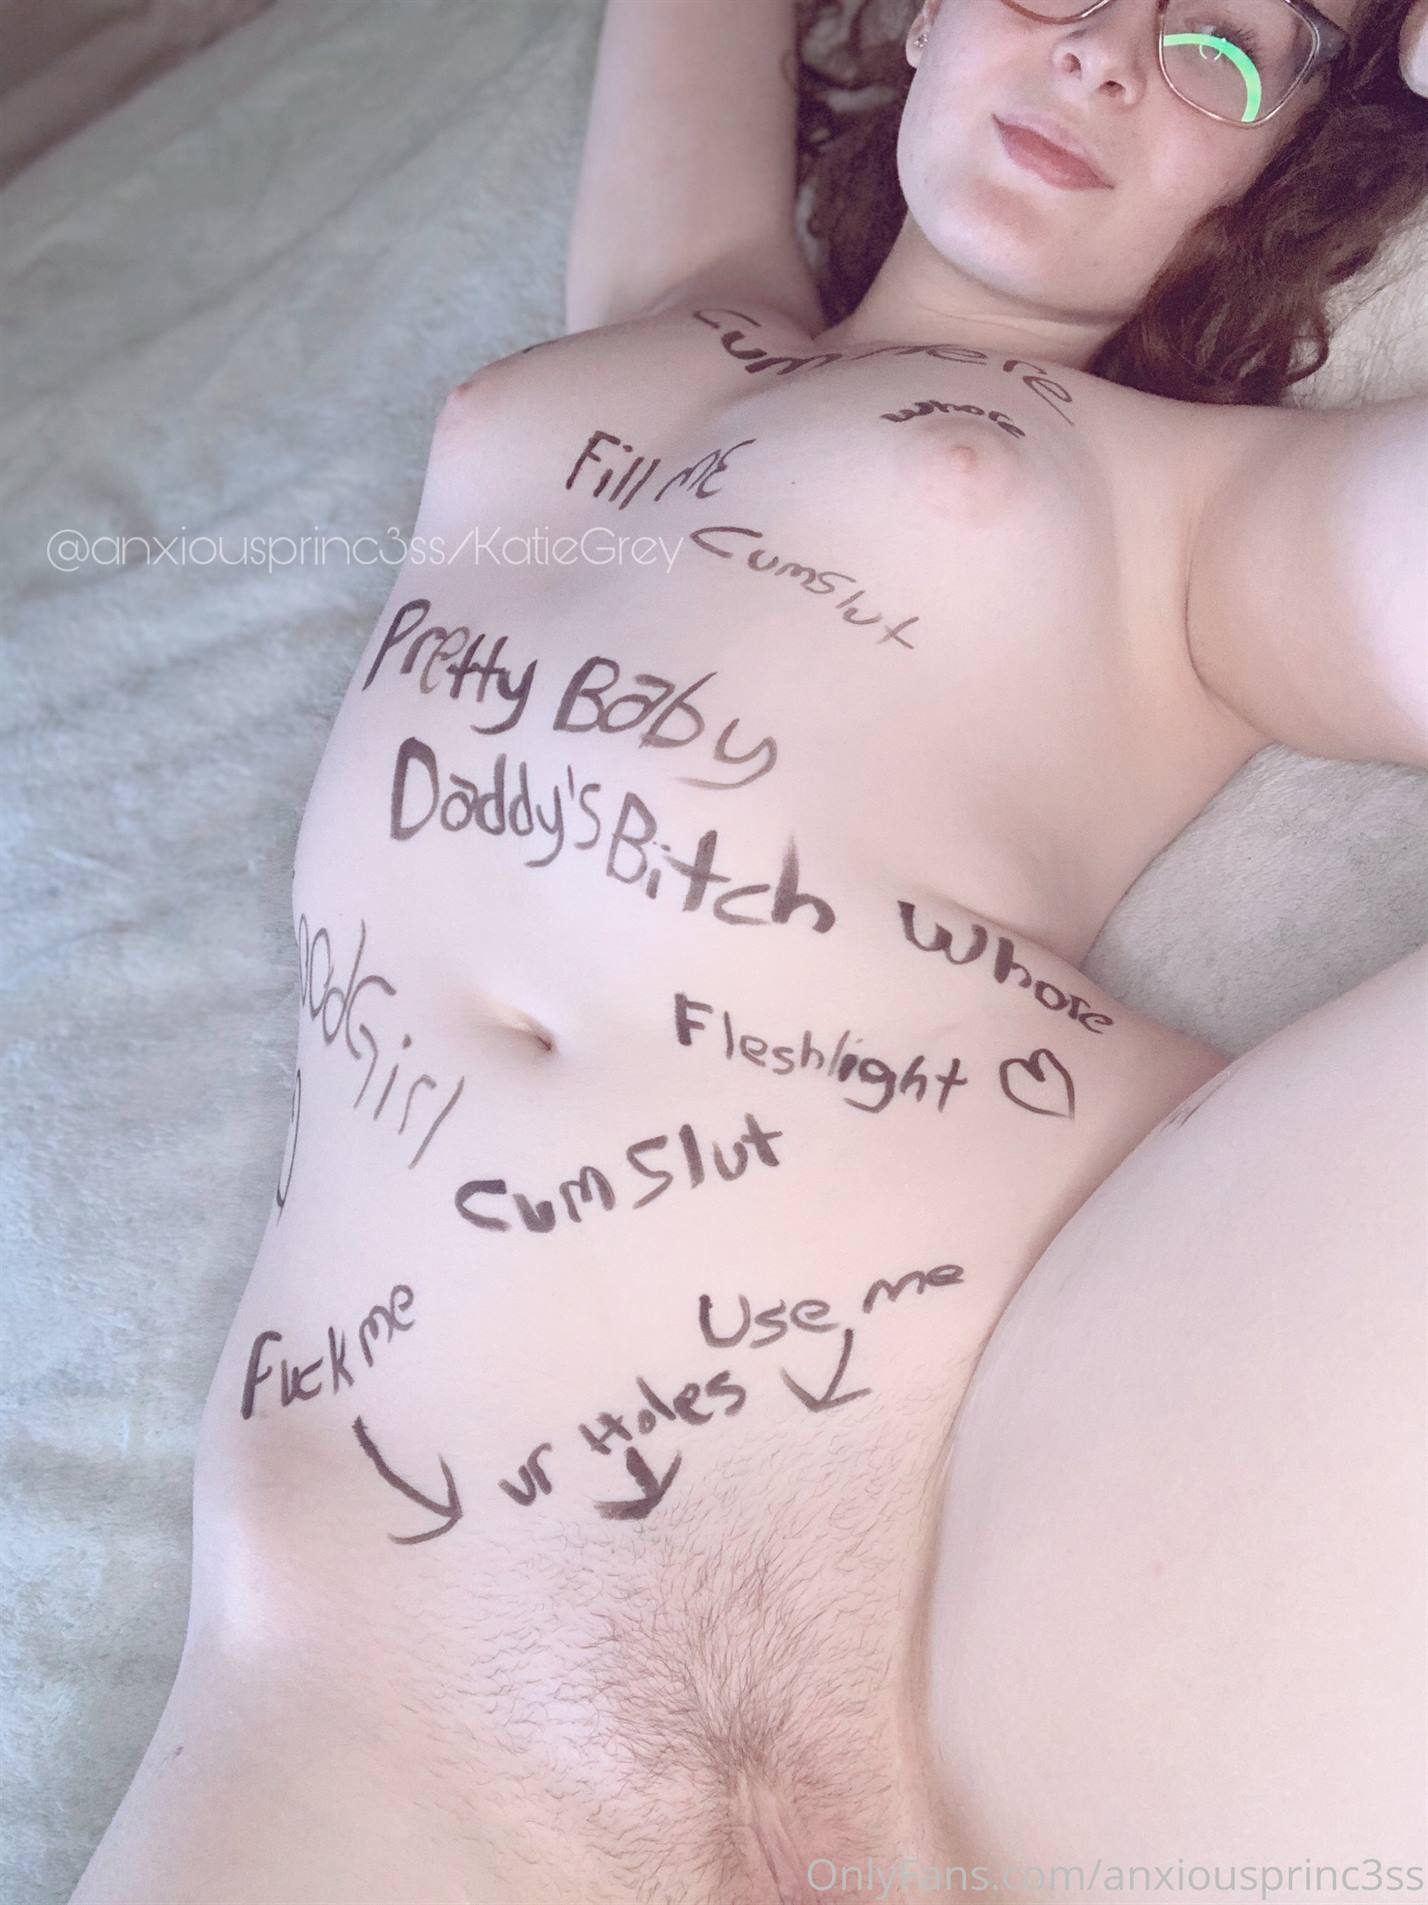 Cum Here
whore
Fill ME
Cumslut
@anxiousprinc3ss/KatieGrey
Pretty Baby
Daddy's Bitch
Whore
Girl
Fleshlight
Cum Slut
Fuck me
Use me
ur Holes
OnlyFans.com/anxiousprinc3ss